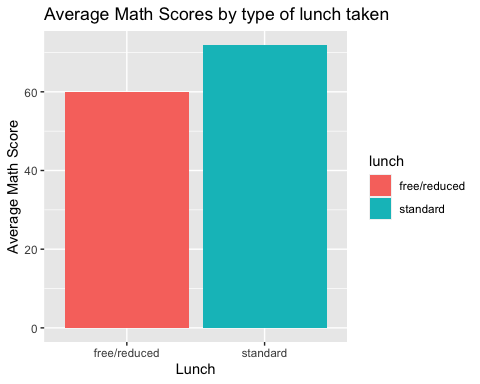 Average Math Scores by type of lunch taken
Average Math Score
60
40
20
0
free/reduced
standard
Lunch
lunch
free/reduced
standard